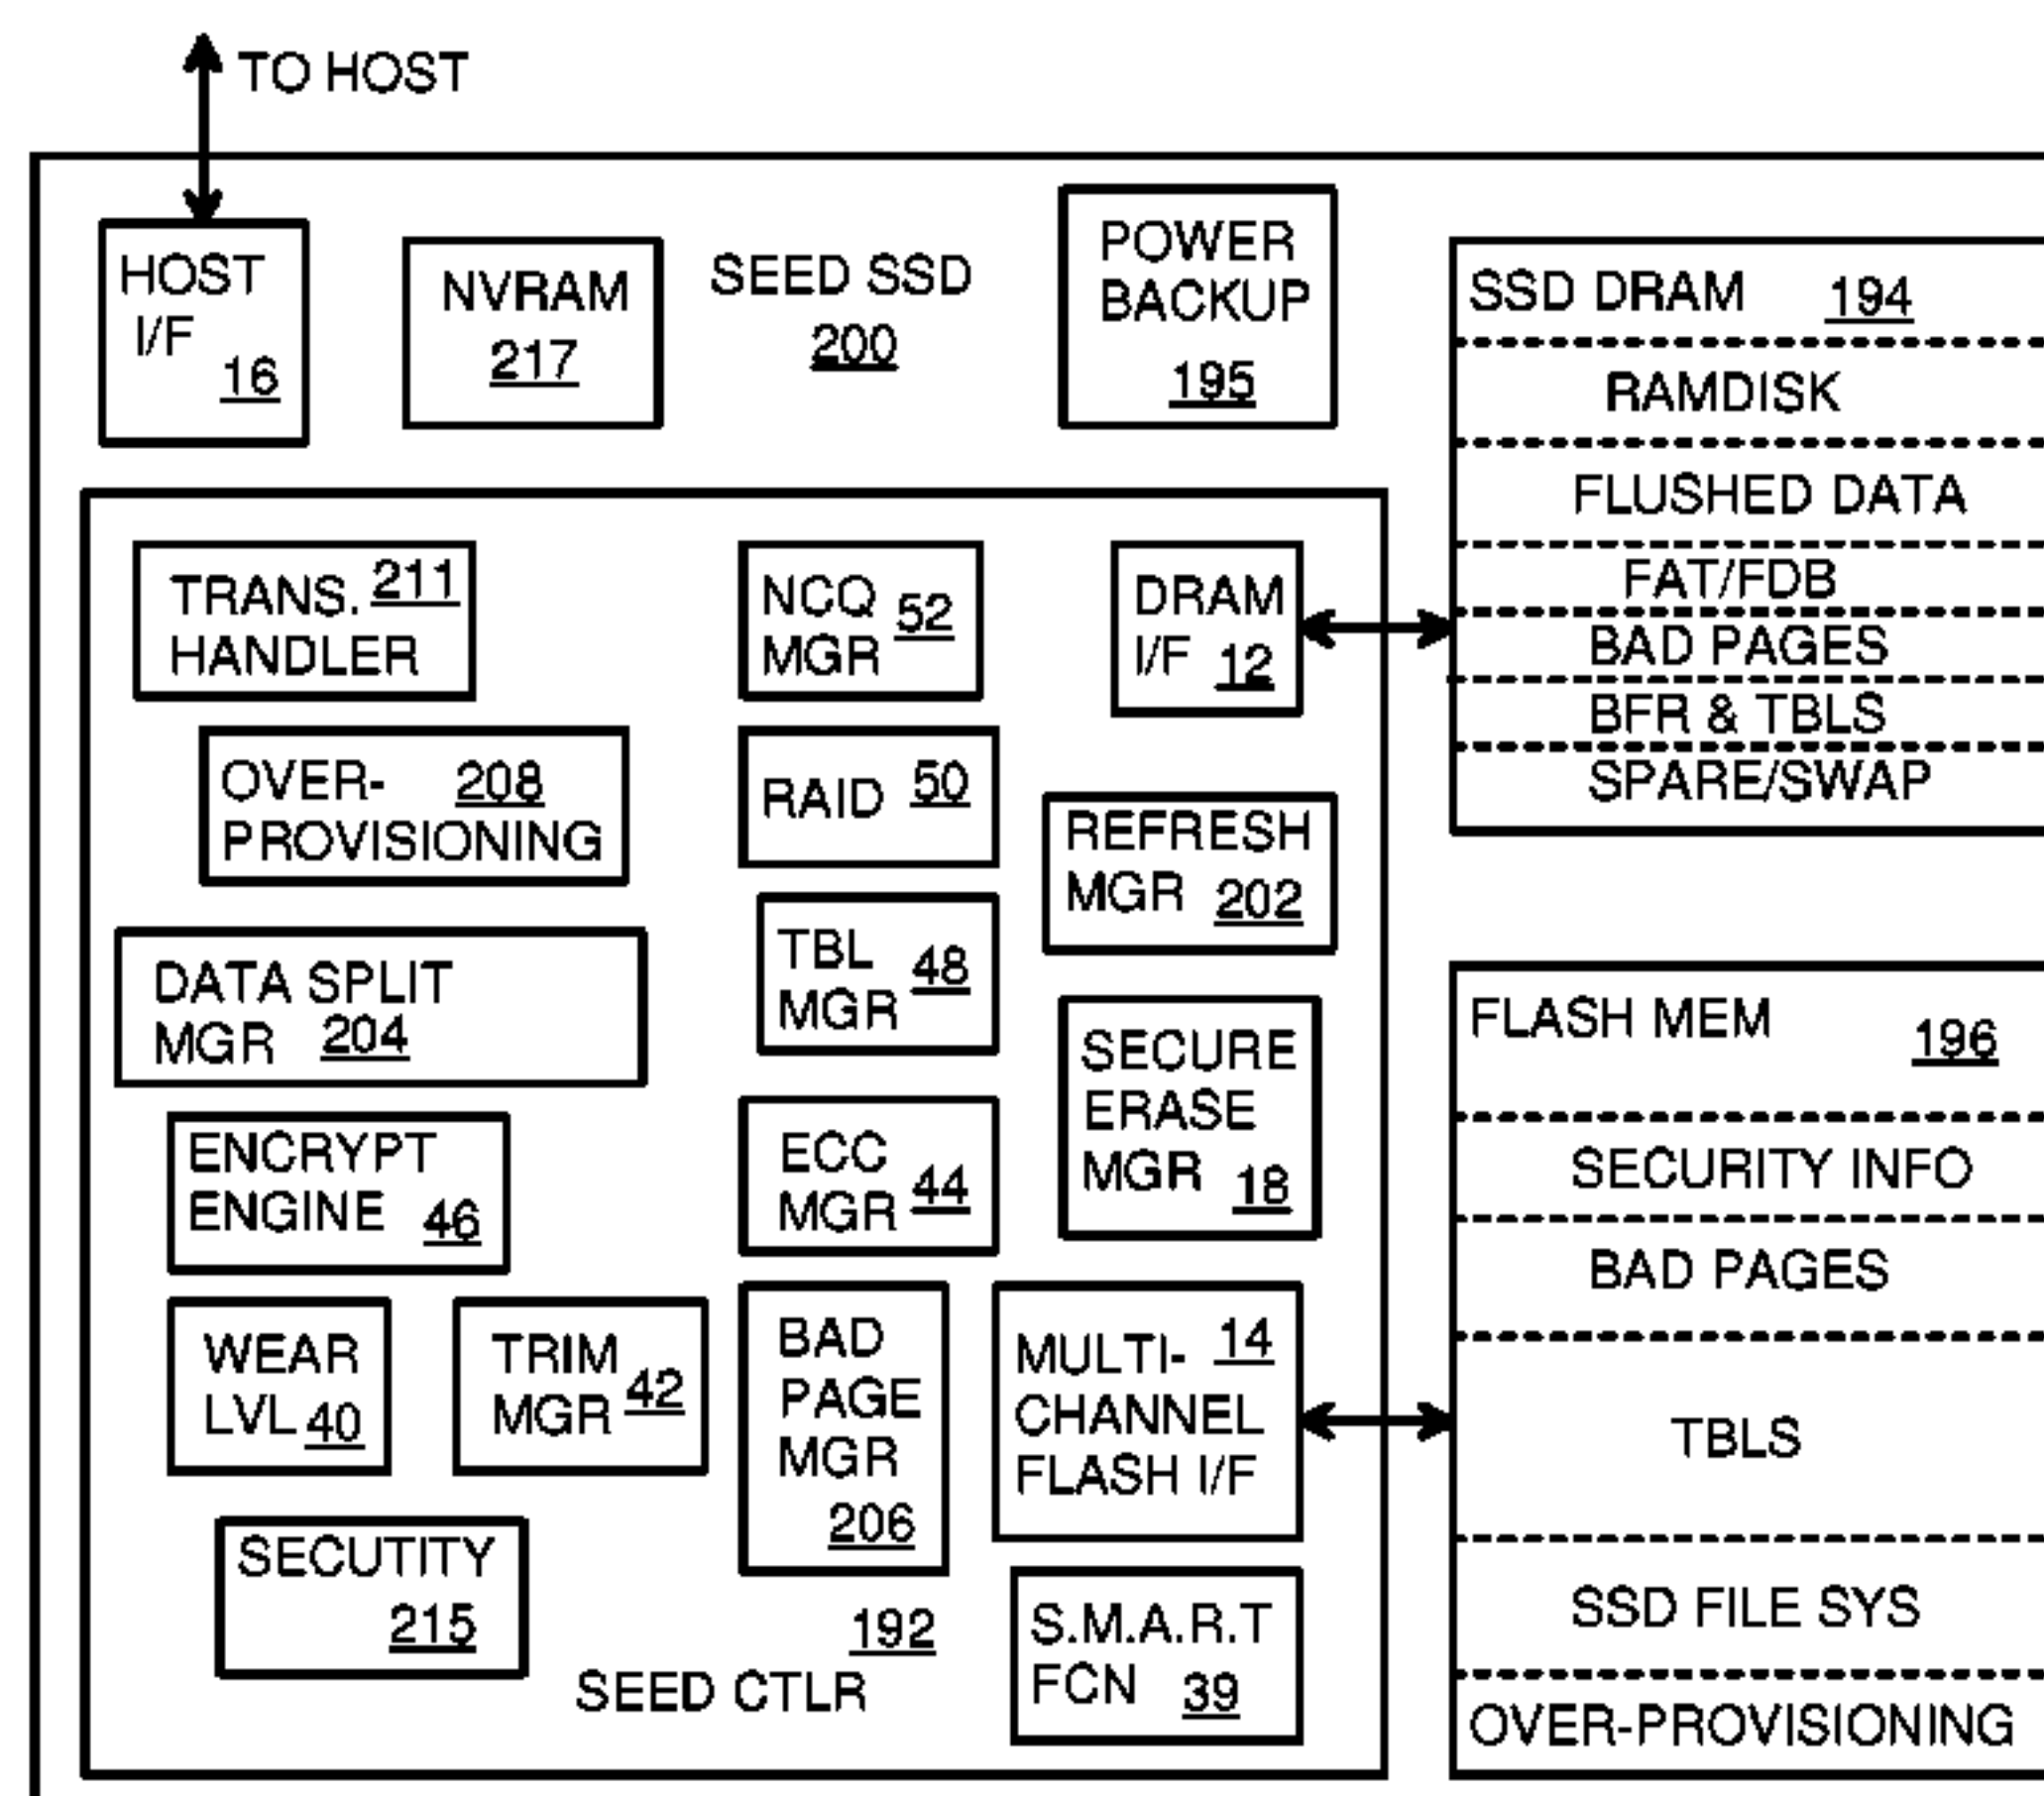 TO HOST
HOST
I/F
16
NVRAM
217
SEED SSD
200
POWER
BACKUP
195
SSD DRAM 194
RAMDISK
FLUSHED DATA
FAT/FDB
BAD PAGES
BFR & TBLS
SPARE/SWAP
TRANS. 211
HANDLER
NCQ 52
MGR
DRAM
I/F 12
OVER- 208
PROVISIONING
RAID 50
REFRESH
MGR 202
DATA SPLIT
MGR 204
TBL 48
MGR
SECURE
ERASE
MGR 18
ENCRYPT
ENGINE 46
ECC 44
MGR
WEAR
LVL 40
TRIM 42
MGR
BAD
PAGE
MGR
206
MULTI- 14
CHANNEL
FLASH I/F
SECUTITY
215
S.M.A.R.T
FCN 39
192
SEED CTLR
FLASH MEM 196
SECURITY INFO
BAD PAGES
TBLS
SSD FILE SYS
OVER-PROVISIONING